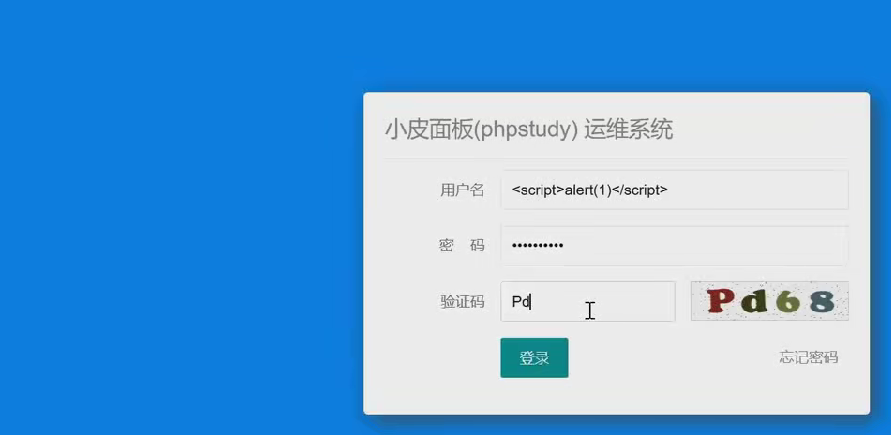 小皮面板(phpstudy) 运维系统
用户名 <script>alert(1)</script>
密 码 ••••••••••
验证码 Pd Pd68
登录 忘记密码